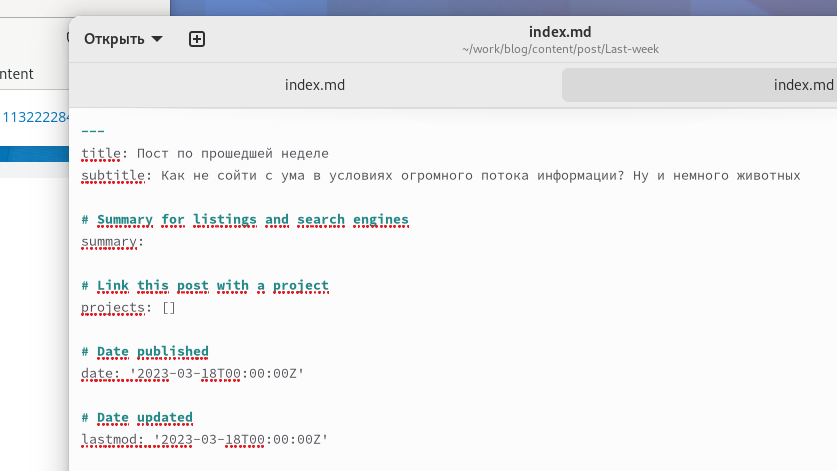 Открыть
index.md
~/work/blog/content/post/Last-week
index.md
index.md
ntent
---
title: Пост по прошедшей неделе
11322228
subtitle: Как не сойти с ума в условиях огромного потока информации? Ну и немного животных
# Summary for listings and search engines
summary:
# Link this post with a project
projects: []
# Date published
date: '2023-03-18T00:00:00Z'
# Date updated
lastmod: '2023-03-18T00:00:00Z'